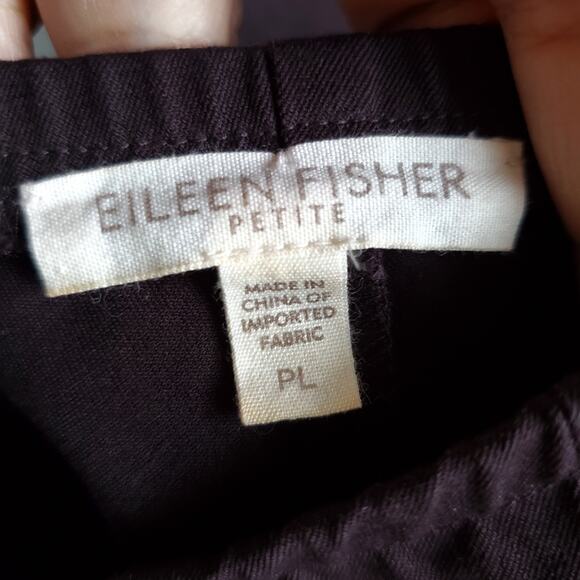 EILEEN FISHER
PETITE
MADE IN
CHINA OF
IMPORTED
FABRIC
PL